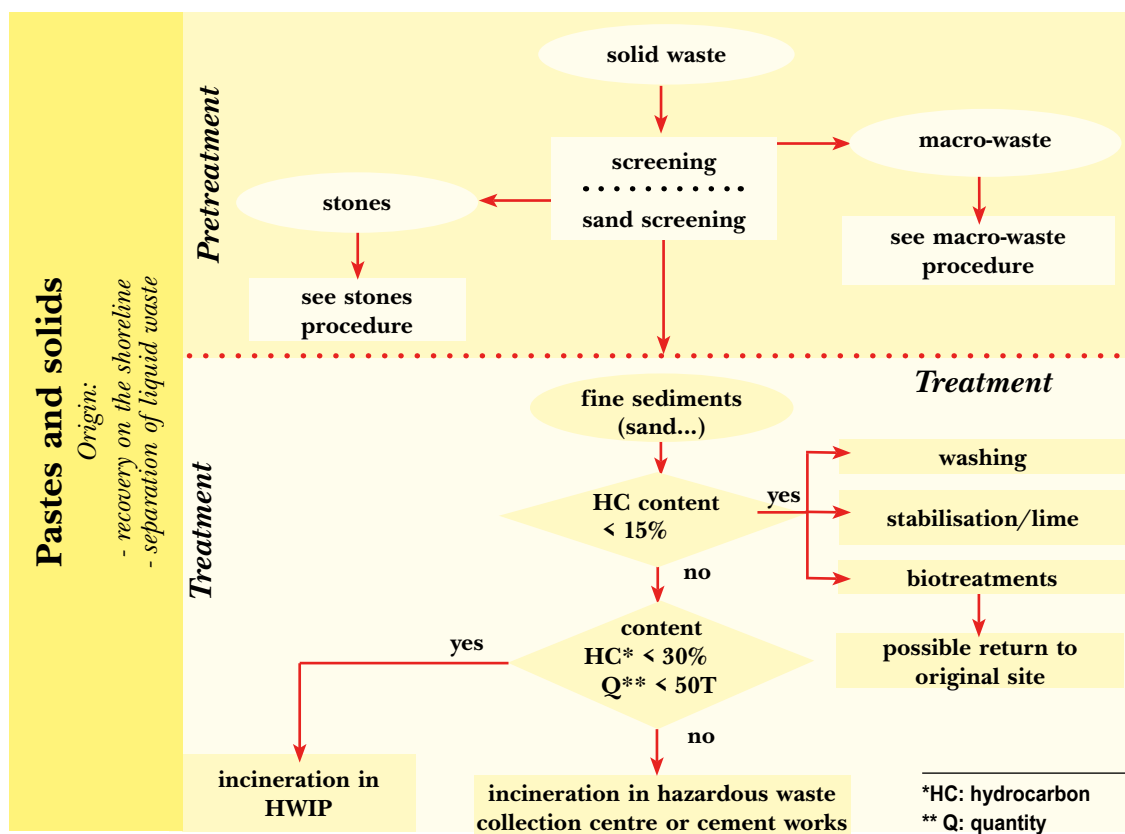 Pastes and solids
Origin:
- recovery on the shoreline
- separation of liquid waste
Pretreatment
solid waste
screening
sand screening
macro-waste
see macro-waste
procedure
stones
see stones
procedure
Treatment
Treatment
fine sediments
(sand...)
HC content
< 15%
yes
washing
stabilisation/lime
biotreatments
possible return to
original site
no
content
HC* < 30%
Q** < 50T
yes
no
incineration in
HWIP
incineration in hazardous waste
collection centre or cement works
*HC: hydrocarbon
** Q: quantity